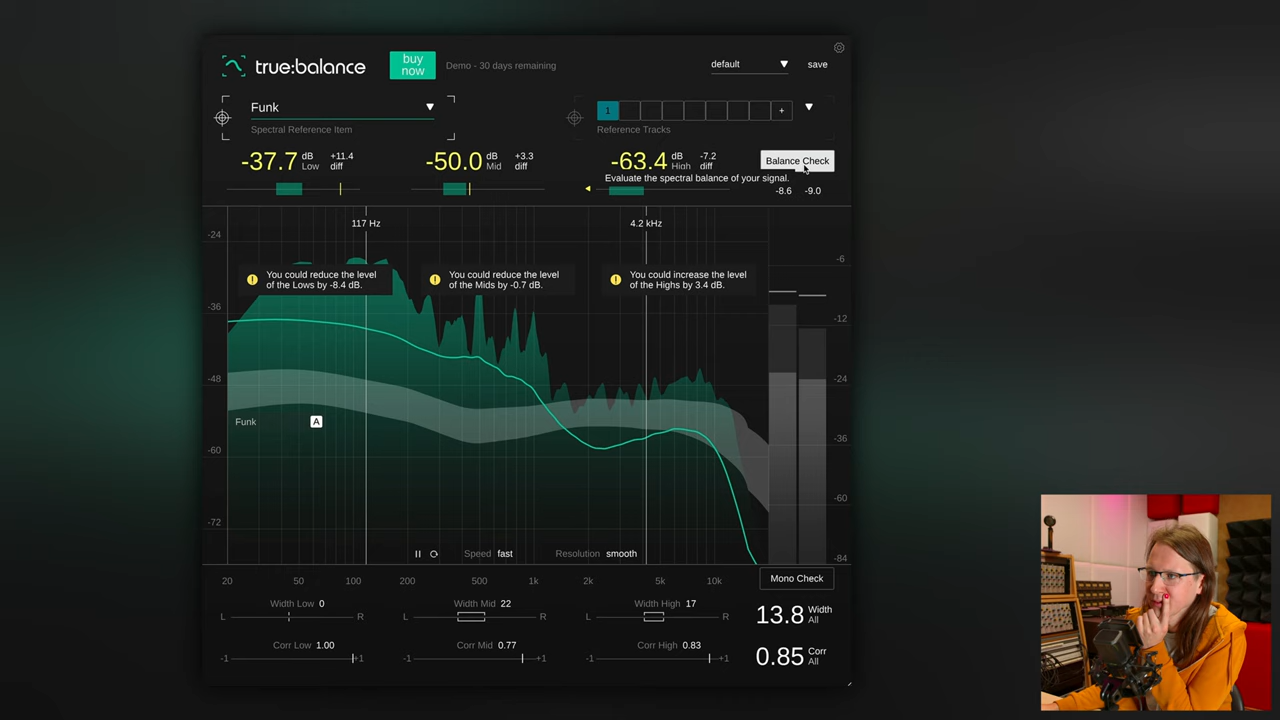 true:balance
buy
now
Demo - 30 days remaining
default
save
Funk
Spectral Reference Item
1
+
Reference Tracks
-37.7 dB Low +11.4 diff
-50.0 dB Mid +3.3 diff
-63.4 dB High -7.2 diff
Balance Check
Evaluate the spectral balance of your signal.
-8.6 -9.0
117 Hz
4.2 kHz
-24
-36
-48
-60
-72
You could reduce the level
of the Lows by -8.4 dB.
You could reduce the level
of the Mids by -0.7 dB.
You could increase the level
of the Highs by 3.4 dB.
-6
-12
-24
-36
-60
-84
Funk A
Speed fast
Resolution smooth
20 50 100 200 500 1k 2k 5k 10k
Mono Check
Width Low 0
L R
Width Mid 22
L R
Width High 17
L R
13.8 Width All
Corr Low 1.00
-1 +1
Corr Mid 0.77
-1 +1
Corr High 0.83
-1 +1
0.85 Corr All